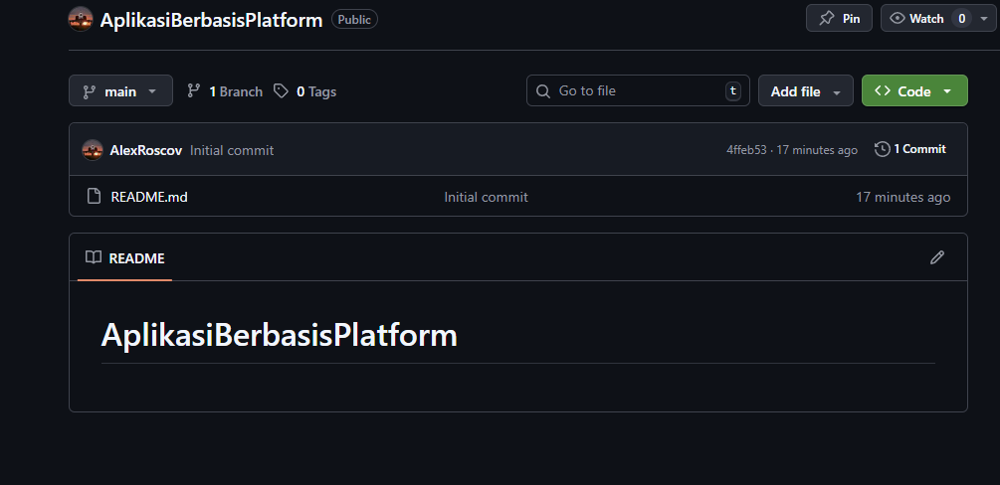 AplikasiBerbasisPlatform Public Pin Watch 0
main 1 Branch 0 Tags Go to file t Add file Code
AlexRoscov Initial commit 4ffeb53 · 17 minutes ago 1 Commit
README.md Initial commit 17 minutes ago
README
AplikasiBerbasisPlatform